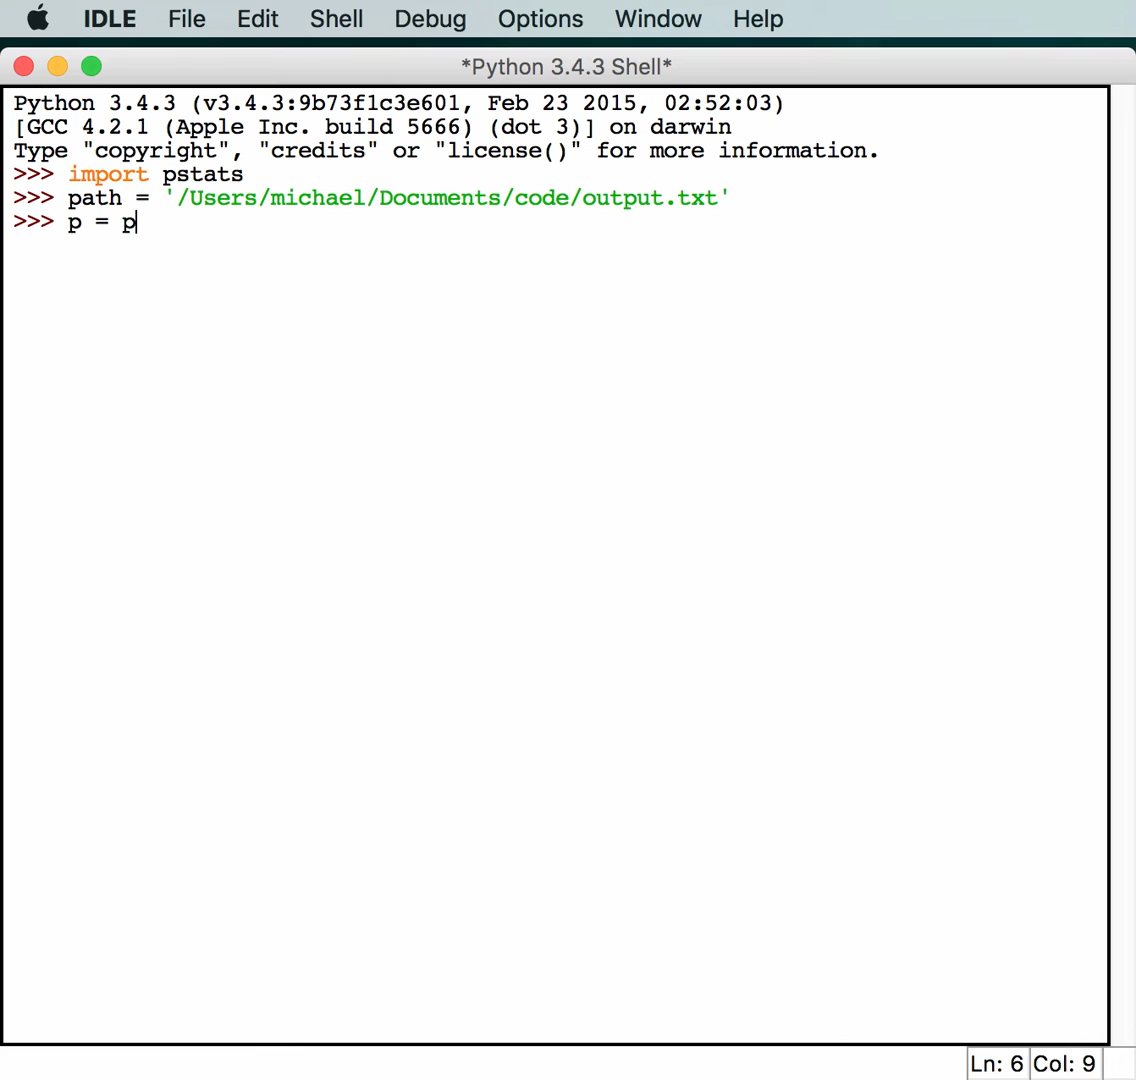 IDLE File Edit Shell Debug Options Window Help
*Python 3.4.3 Shell*
Python 3.4.3 (v3.4.3:9b73f1c3e601, Feb 23 2015, 02:52:03)
[GCC 4.2.1 (Apple Inc. build 5666) (dot 3)] on darwin
Type "copyright", "credits" or "license()" for more information.
>>> import pstats
>>> path = '/Users/michael/Documents/code/output.txt'
>>> p = p
Ln: 6 Col: 9